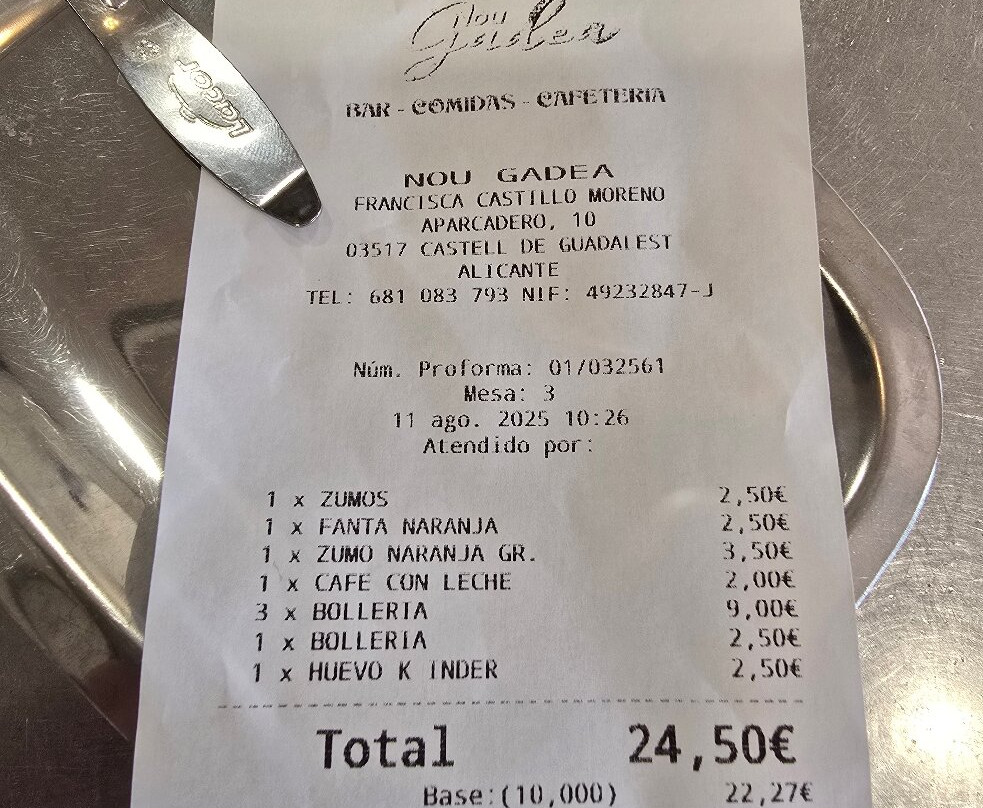 Nou
Gadea
BAR - COMIDAS - CAFETERIA
NOU GADEA
FRANCISCA CASTILLO MORENO
APARCADERO, 10
03517 CASTELL DE GUADALEST
ALICANTE
TEL: 681 083 793 NIF: 49232847-J
Núm. Proforma: 01/032561
Mesa: 3
11 ago. 2025 10:26
Atendido por:
1 x ZUMOS 2,50€
1 x FANTA NARANJA 2,50€
1 x ZUMO NARANJA GR. 3,50€
1 x CAFE CON LECHE 2,00€
3 x BOLLERIA 9,00€
1 x BOLLERIA 2,50€
1 x HUEVO K INDER 2,50€
Total 24,50€
Base:(10,000) 22,27€
Lacor